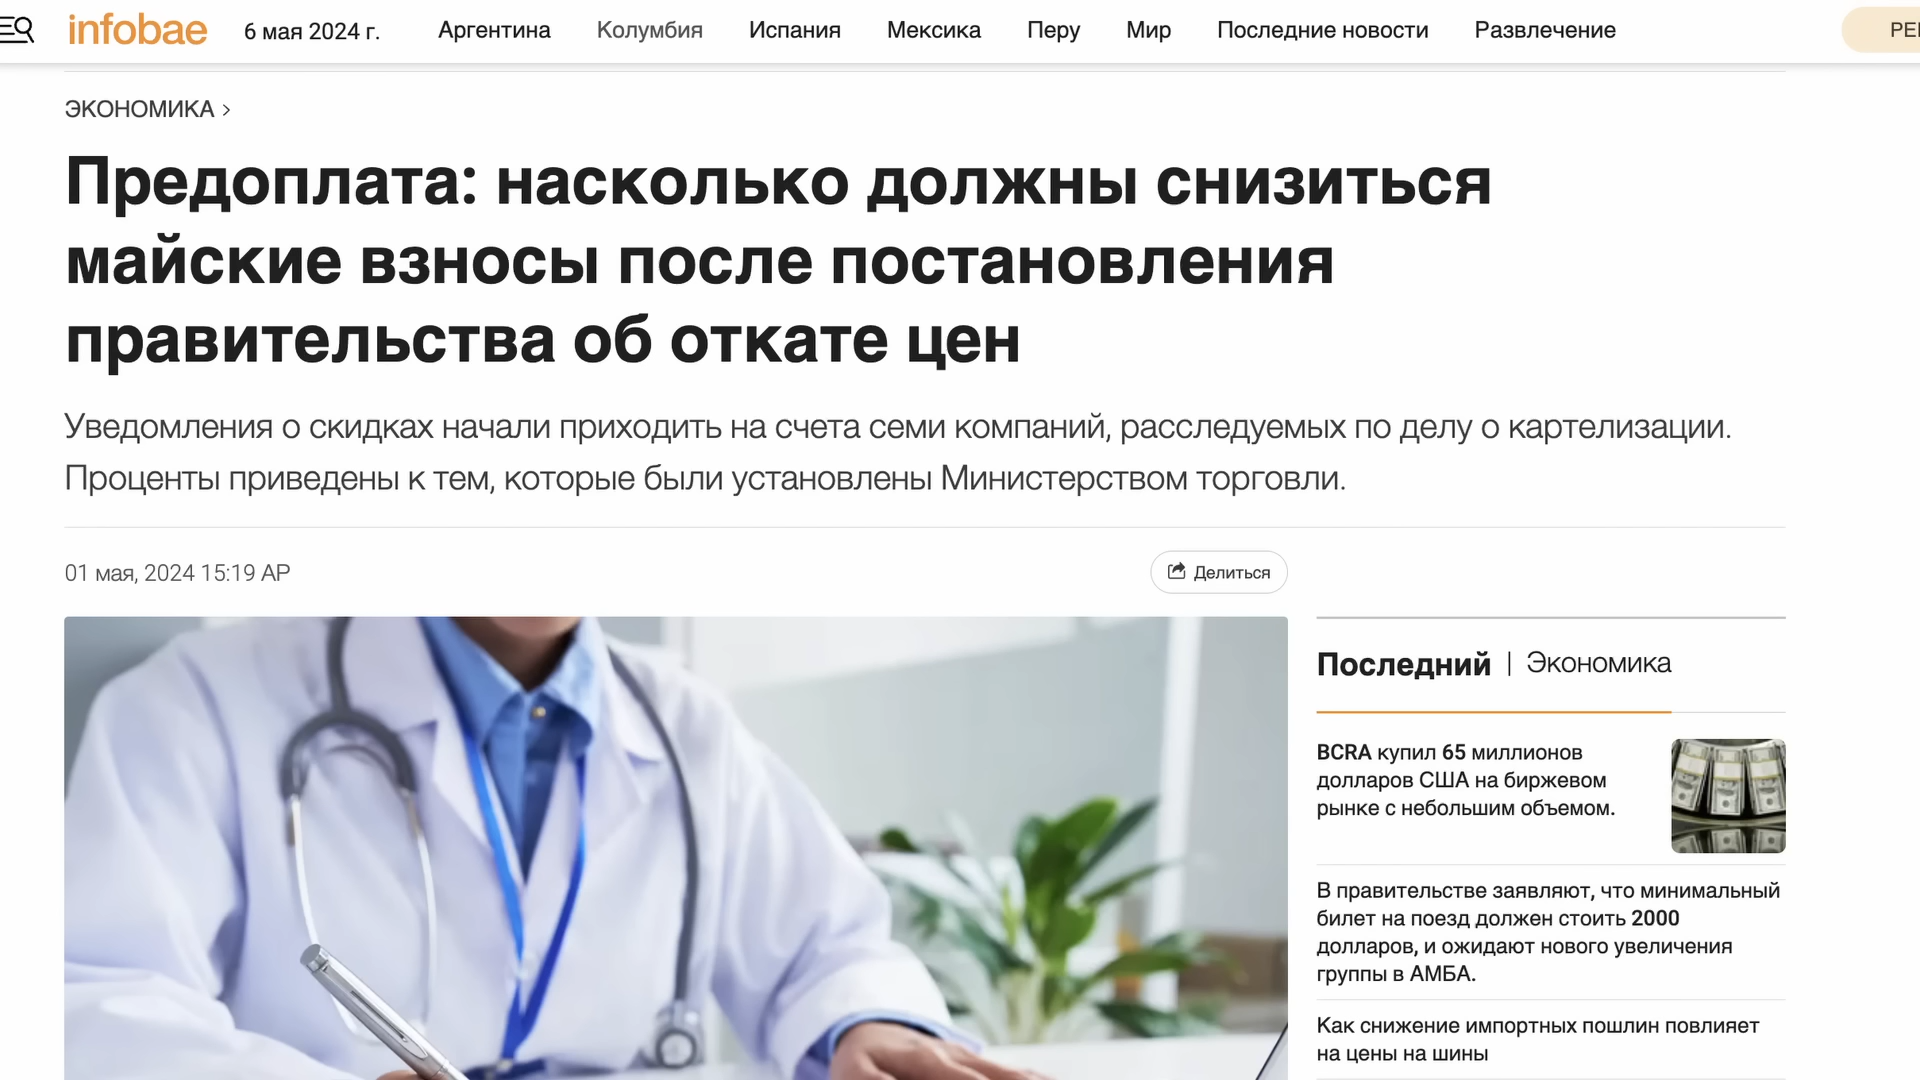 infobae
6 мая 2024 г.
Аргентина
Колумбия
Испания
Мексика
Перу
Мир
Последние новости
Развлечение
ЭКОНОМИКА >
Предоплата: насколько должны снизиться
майские взносы после постановления
правительства об откате цен
Уведомления о скидках начали приходить на счета семи компаний, расследуемых по делу о картелизации.
Проценты приведены к тем, которые были установлены Министерством торговли.
01 мая, 2024 15:19 АР
Делиться
Последний | Экономика
BCRA купил 65 миллионов
долларов США на биржевом
рынке с небольшим объемом.
В правительстве заявляют, что минимальный
билет на поезд должен стоить 2000
долларов, и ожидают нового увеличения
группы в АМБА.
Как снижение импортных пошлин повлияет
на цены на шины